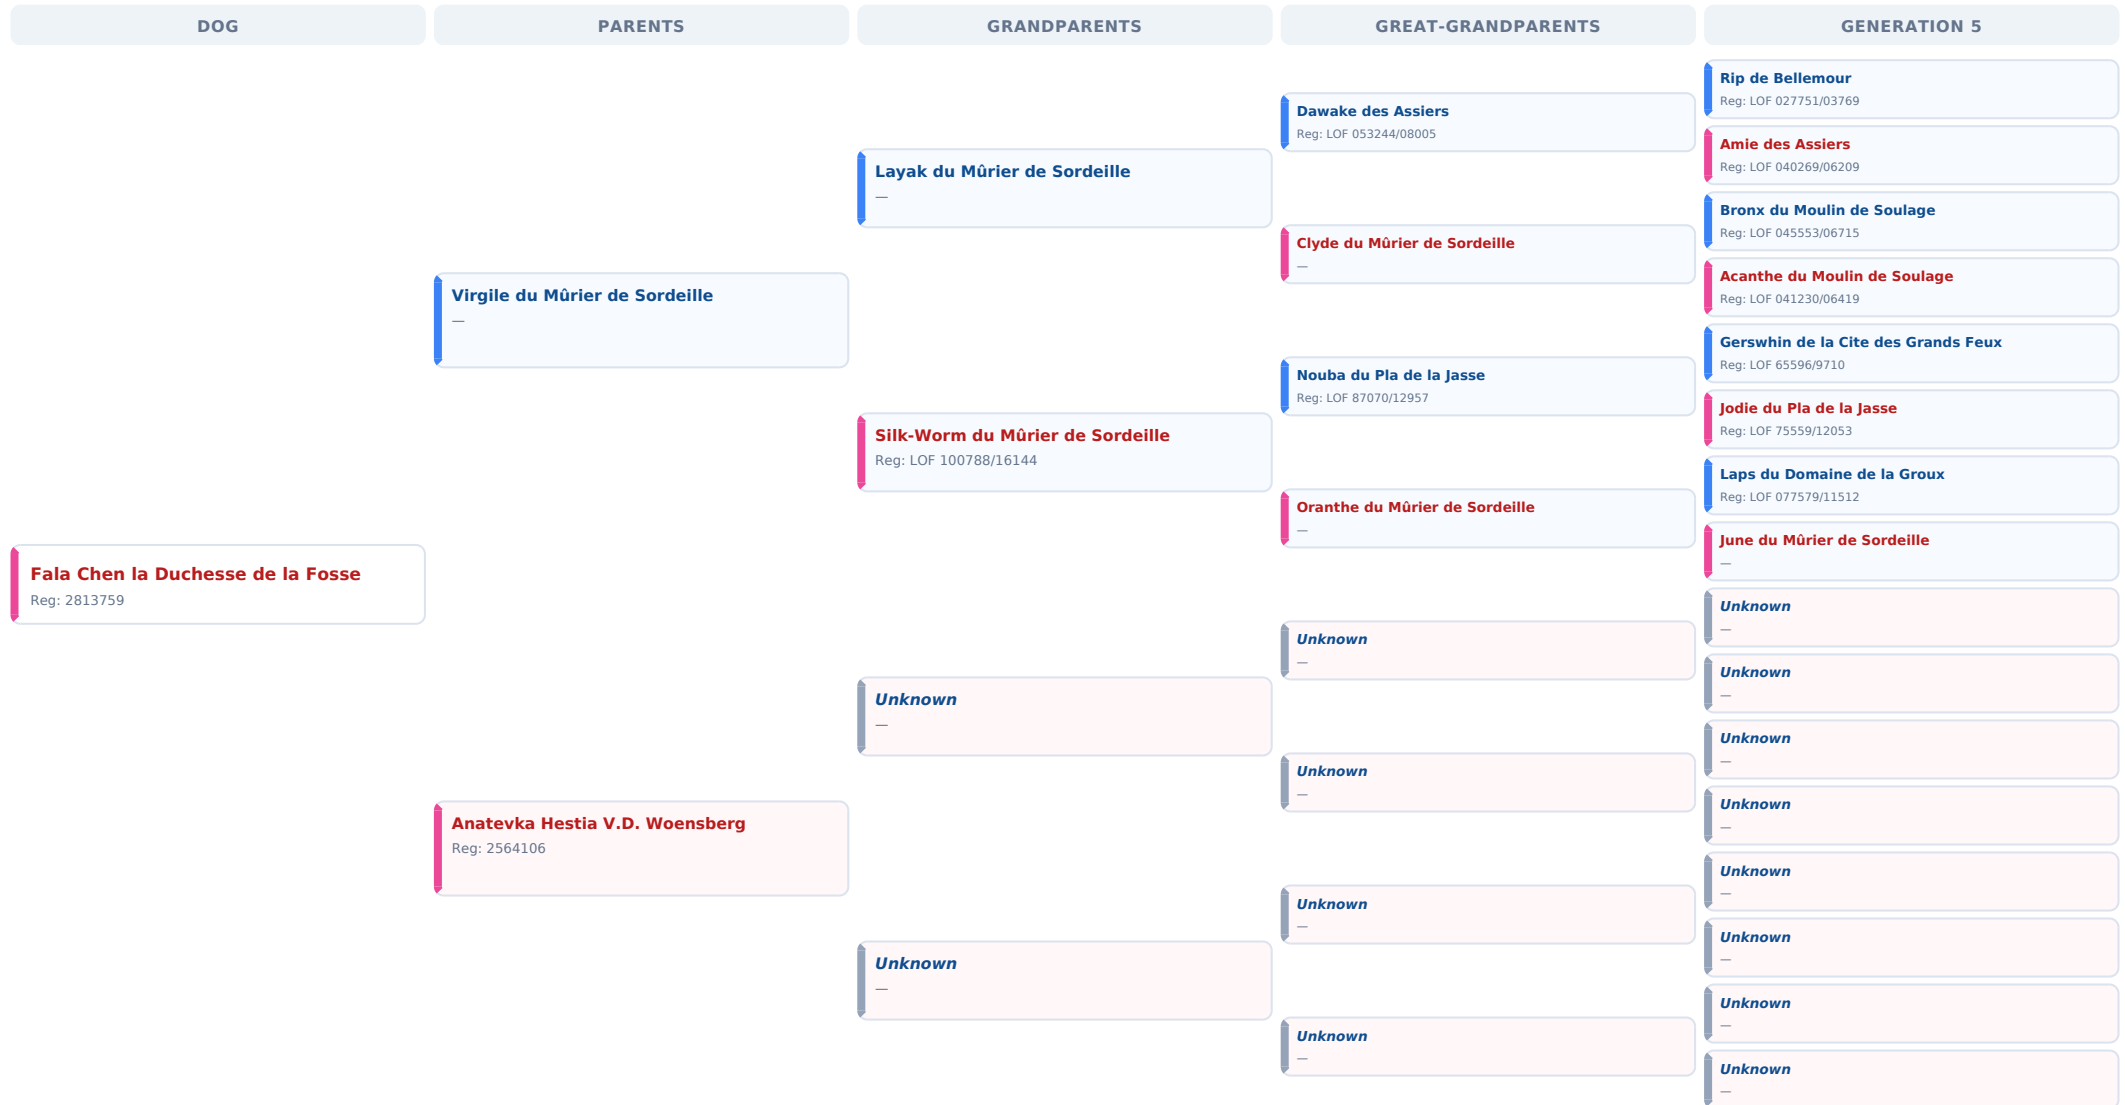 DOG
PARENTS
GRANDPARENTS
GREAT-GRANDPARENTS
GENERATION 5
Fala Chen la Duchesse de la Fosse
Reg: 2813759
Virgile du Mûrier de Sordeille
—
Anatevka Hestia V.D. Woensberg
Reg: 2564106
Layak du Mûrier de Sordeille
—
Silk-Worm du Mûrier de Sordeille
Reg: LOF 100788/16144
Unknown
—
Unknown
—
Dawake des Assiers
Reg: LOF 053244/08005
Clyde du Mûrier de Sordeille
—
Nouba du Pla de la Jasse
Reg: LOF 87070/12957
Oranthe du Mûrier de Sordeille
—
Unknown
—
Unknown
—
Unknown
—
Unknown
—
Rip de Bellemour
Reg: LOF 027751/03769
Amie des Assiers
Reg: LOF 040269/06209
Bronx du Moulin de Soulage
Reg: LOF 045553/06715
Acanthe du Moulin de Soulage
Reg: LOF 041230/06419
Gerswhin de la Cite des Grands Feux
Reg: LOF 65596/9710
Jodie du Pla de la Jasse
Reg: LOF 75559/12053
Laps du Domaine de la Groux
Reg: LOF 077579/11512
June du Mûrier de Sordeille
—
Unknown
—
Unknown
—
Unknown
—
Unknown
—
Unknown
—
Unknown
—
Unknown
—
Unknown
—